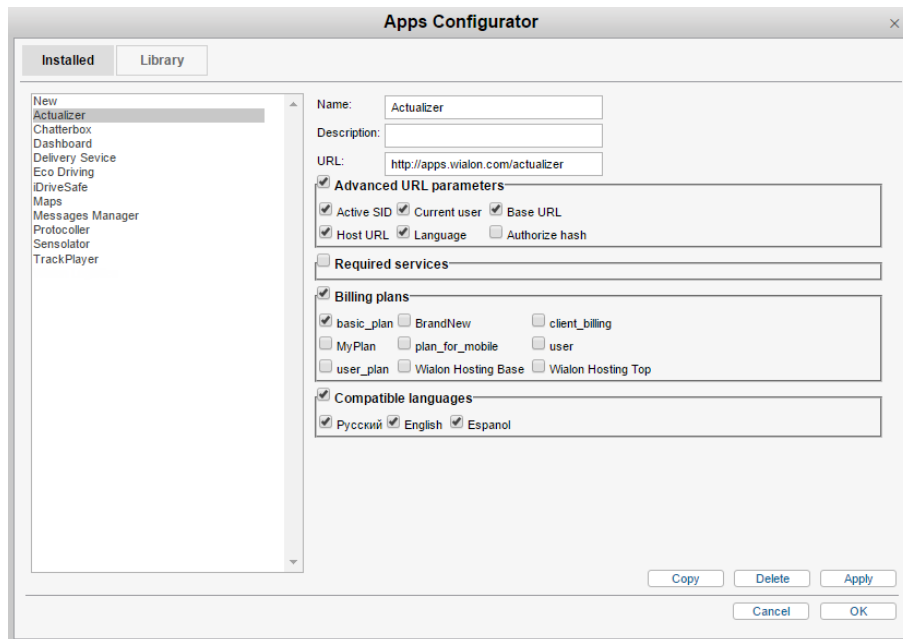 Apps Configurator
Installed Library
New
Actualizer
Chatterbox
Dashboard
Delivery Sevice
Eco Driving
iDriveSafe
Maps
Messages Manager
Protocoller
Sensolator
TrackPlayer
Name: Actualizer
Description:
URL: http://apps.wialon.com/actualizer
Advanced URL parameters
Active SID Current user Base URL
Host URL Language Authorize hash
Required services
Billing plans
basic_plan BrandNew client_billing
MyPlan plan_for_mobile user
user_plan Wialon Hosting Base Wialon Hosting Top
Compatible languages
Русский English Espanol
Copy Delete Apply
Cancel OK